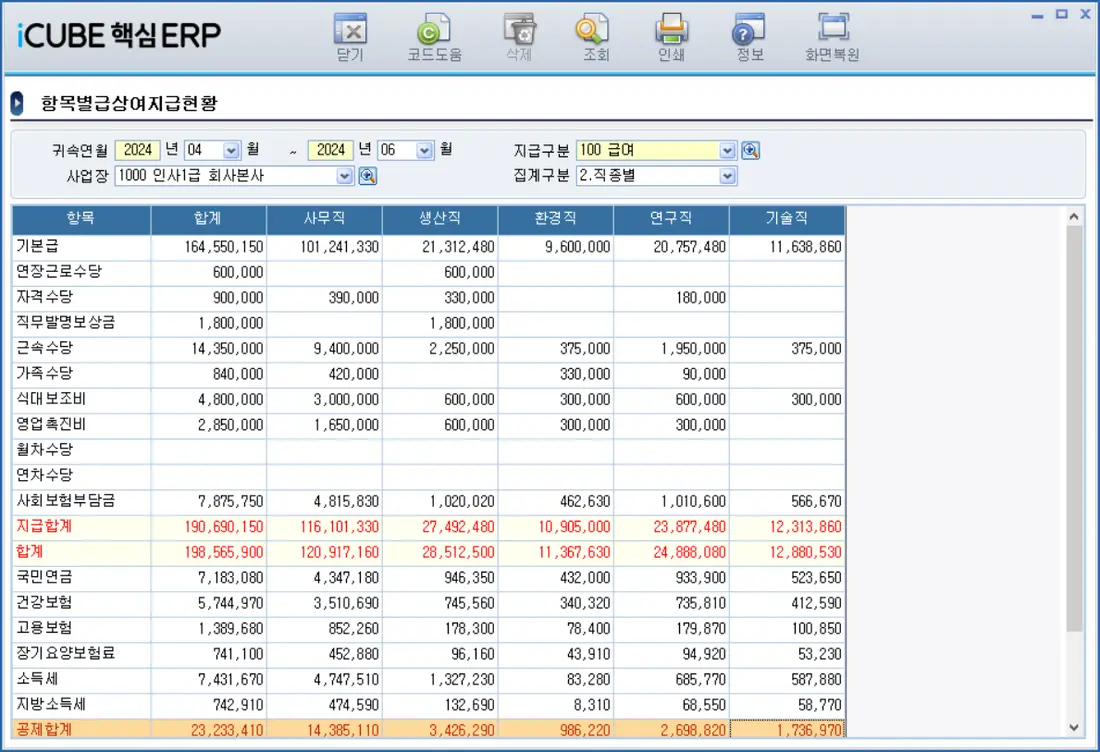 iCUBE 핵심ERP
닫기 코드도움 삭제 조회 인쇄 정보 화면복원
항목별급상여지급현황
귀속연월 2024 년 04 월 ~ 2024 년 06 월 지급구분 100 급여
사업장 1000 인사1급 회사본사 집계구분 2.직종별
항목 합계 사무직 생산직 환경직 연구직 기술직
기본급 164,550,150 101,241,330 21,312,480 9,600,000 20,757,480 11,638,860
연장근로수당 600,000 600,000
자격수당 900,000 390,000 330,000 180,000
직무발명보상금 1,800,000 1,800,000
근속수당 14,350,000 9,400,000 2,250,000 375,000 1,950,000 375,000
가족수당 840,000 420,000 330,000 90,000
식대보조비 4,800,000 3,000,000 600,000 300,000 600,000 300,000
영업촉진비 2,850,000 1,650,000 600,000 300,000 300,000
월차수당
연차수당
사회보험부담금 7,875,750 4,815,830 1,020,020 462,630 1,010,600 566,670
지급합계 190,690,150 116,101,330 27,492,480 10,905,000 23,877,480 12,313,860
합계 198,565,900 120,917,160 28,512,500 11,367,630 24,888,080 12,880,530
국민연금 7,183,080 4,347,180 946,350 432,000 933,900 523,650
건강보험 5,744,970 3,510,690 745,560 340,320 735,810 412,590
고용보험 1,389,680 852,260 178,300 78,400 179,870 100,850
장기요양보험료 741,100 452,880 96,160 43,910 94,920 53,230
소득세 7,431,670 4,747,510 1,327,230 83,280 685,770 587,880
지방소득세 742,910 474,590 132,690 8,310 68,550 58,770
공제합계 23,233,410 14,385,110 3,426,290 986,220 2,698,820 1,736,970